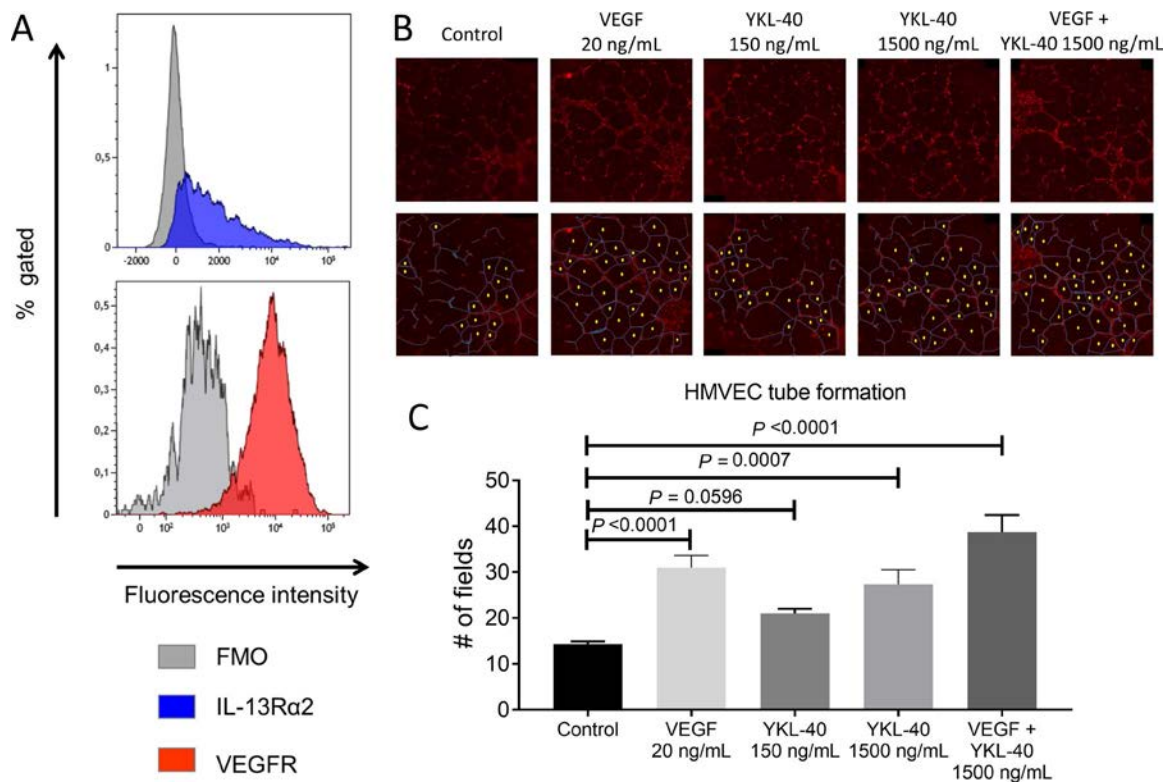 A
% gated
1
0,5
0
-2000
0
2000
10⁴
10⁵
0,5
0,4
0,3
0,2
0,1
0
0
10²
10³
10⁴
10⁵
Fluorescence intensity
FMO
IL-13Rα2
VEGFR
B
Control
VEGF
20 ng/mL
YKL-40
150 ng/mL
YKL-40
1500 ng/mL
VEGF +
YKL-40 1500 ng/mL
C
HMVEC tube formation
P <0.0001
P = 0.0007
P = 0.0596
P <0.0001
# of fields
50
40
30
20
10
0
Control
VEGF
20 ng/mL
YKL-40
150 ng/mL
YKL-40
1500 ng/mL
VEGF +
YKL-40
1500 ng/mL